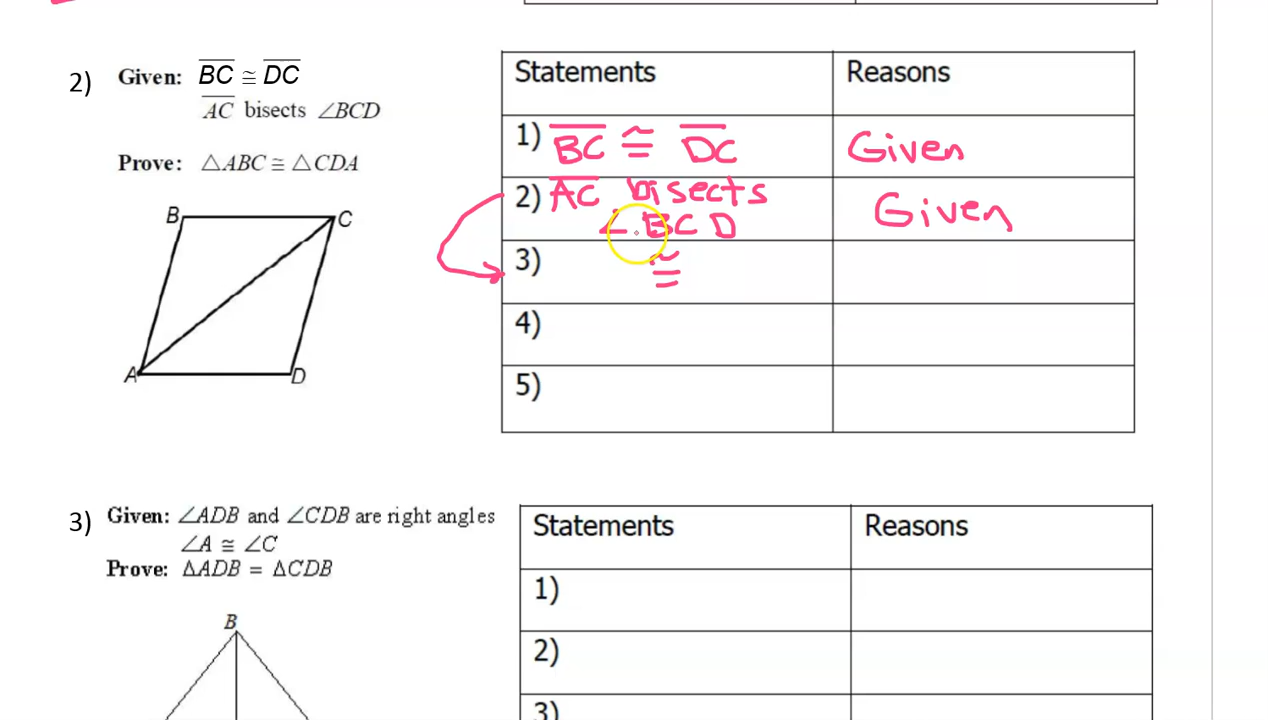 2) Given: BC ≅ DC
AC bisects ∠BCD
Prove: △ABC ≅ △CDA
B
C
A
D
Statements Reasons
1) BC ≅ DC Given
2) AC bisects Given
∠BCD
3) ≅
4)
5)
3) Given: ∠ADB and ∠CDB are right angles
∠A ≅ ∠C
Prove: ΔADB = ΔCDB
B
Statements Reasons
1)
2)
3)